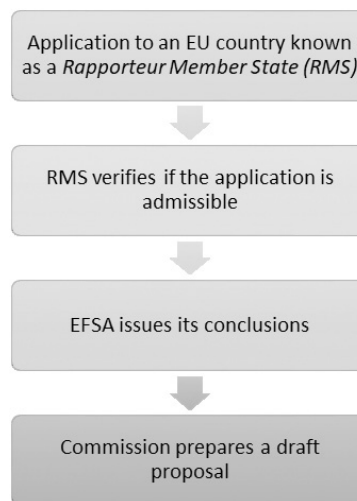 Application to an EU country known
as a Rapporteur Member State (RMS)
RMS verifies if the application is
admissible
EFSA issues its conclusions
Commission prepares a draft
proposal